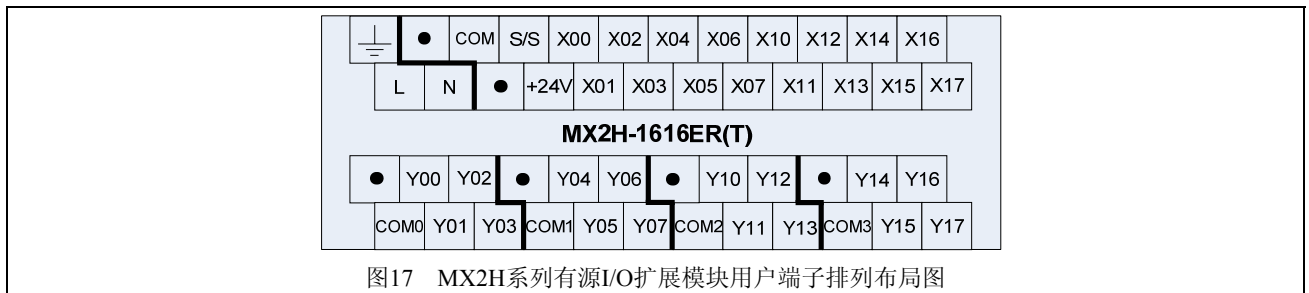 ● COM S/S X00 X02 X04 X06 X10 X12 X14 X16
L N ● +24V X01 X03 X05 X07 X11 X13 X15 X17
MX2H-1616ER(T)
● Y00 Y02 ● Y04 Y06 ● Y10 Y12 ● Y14 Y16
COM0 Y01 Y03 COM1 Y05 Y07 COM2 Y11 Y13 COM3 Y15 Y17
图17 MX2H系列有源I/O扩展模块用户端子排列布局图